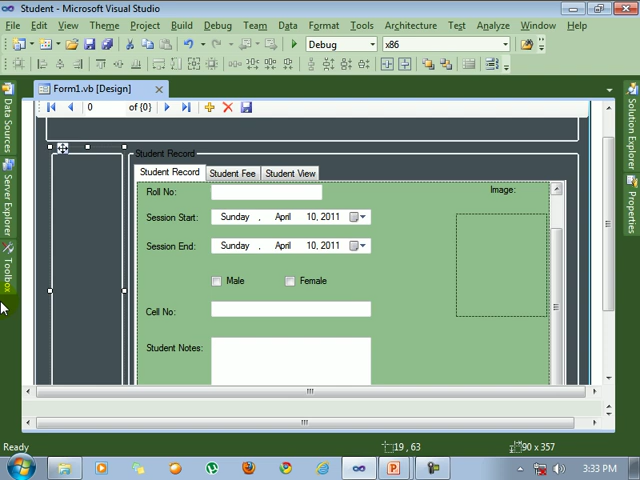 Student - Microsoft Visual Studio
File Edit View Project Build Debug Team Data Format Tools Architecture Test Analyze Window Help
Debug x86
Form1.vb [Design]
0 of {0}
Data Sources
Server Explorer
Toolbox
Solution Explorer
Properties
Student Record:
Student Record Student Fee Student View
Roll No: Image:
Session Start: Sunday , April 10, 2011
Session End: Sunday , April 10, 2011
Male Female
Cell No:
Student Notes:
Ready 19 , 63 90 x 357
3:33 PM